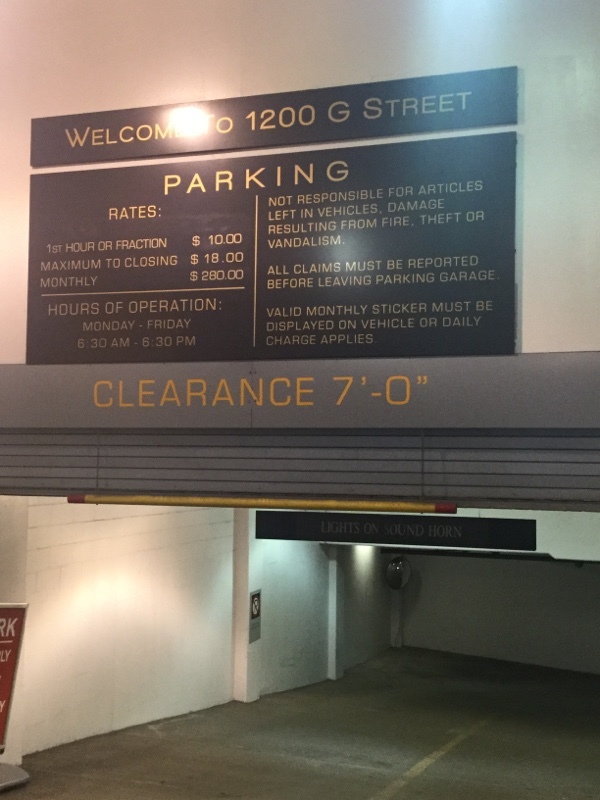 WELCOME TO 1200 G STREET
PARKING
RATES:
1ST HOUR OR FRACTION $ 10.00
MAXIMUM TO CLOSING $ 18.00
MONTHLY $ 280.00
HOURS OF OPERATION:
MONDAY - FRIDAY
6:30 AM - 6:30 PM
NOT RESPONSIBLE FOR ARTICLES
LEFT IN VEHICLES, DAMAGE
RESULTING FROM FIRE, THEFT OR
VANDALISM.
ALL CLAIMS MUST BE REPORTED
BEFORE LEAVING PARKING GARAGE.
VALID MONTHLY STICKER MUST BE
DISPLAYED ON VEHICLE OR DAILY
CHARGE APPLIES.
CLEARANCE 7'-0"
LIGHTS ON SOUND HORN
RK
LY
Y